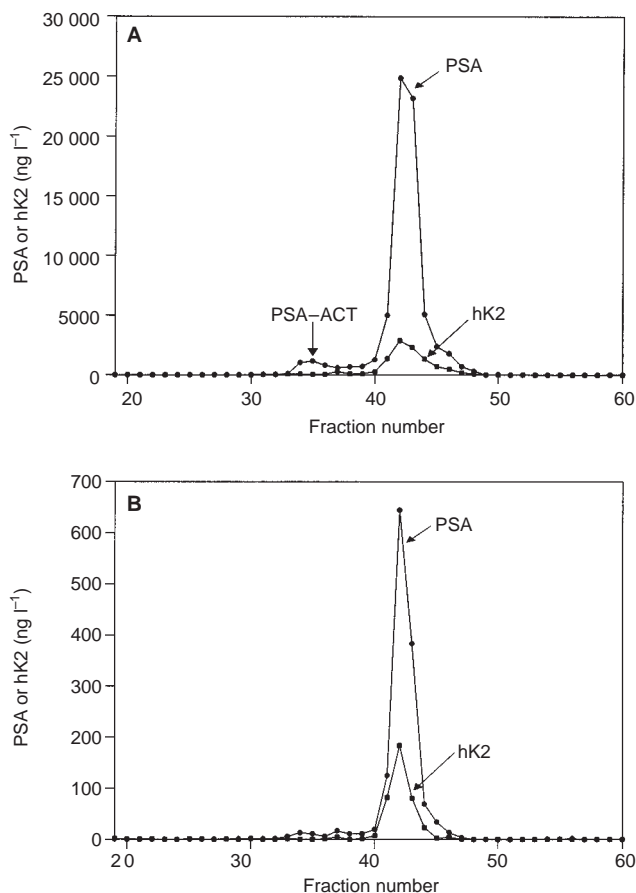 A
PSA or hK2 (ng l⁻¹)
30 000
25 000
20 000
15 000
10 000
5000
0
PSA
PSA–ACT
hK2
20 30 40 50 60
Fraction number
B
PSA or hK2 (ng l⁻¹)
700
600
500
400
300
200
100
0
PSA
hK2
20 30 40 50 60
Fraction number